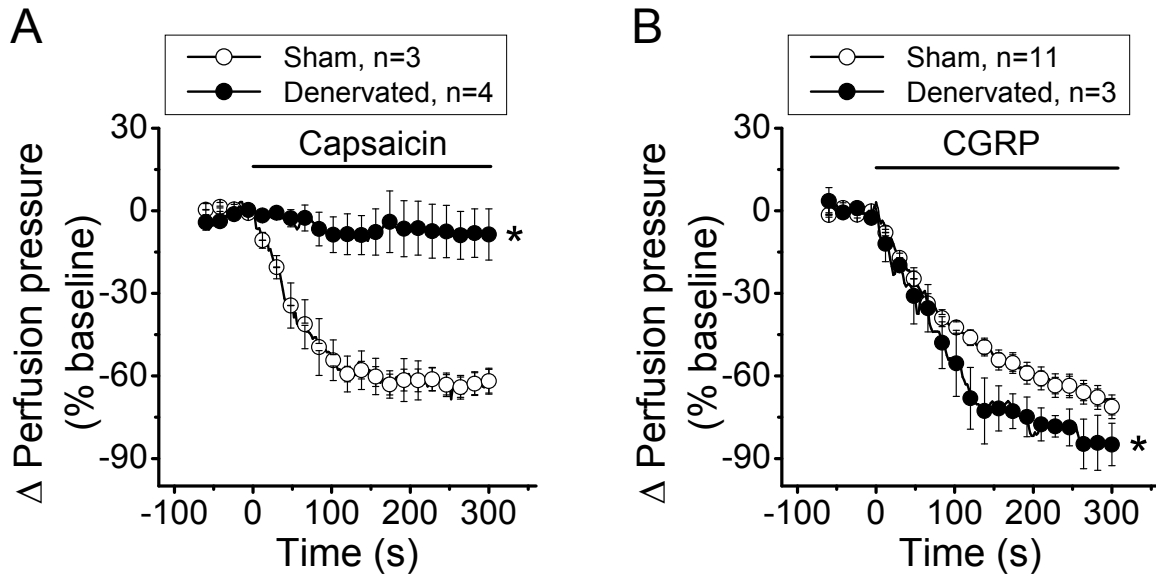 A
Sham, n=3
Denervated, n=4
Capsaicin
30
0
-30
-60
-90
Δ Perfusion pressure
(% baseline)
*
-100 0 100 200 300
Time (s)
B
Sham, n=11
Denervated, n=3
CGRP
30
0
-30
-60
-90
Δ Perfusion pressure
(% baseline)
*
-100 0 100 200 300
Time (s)